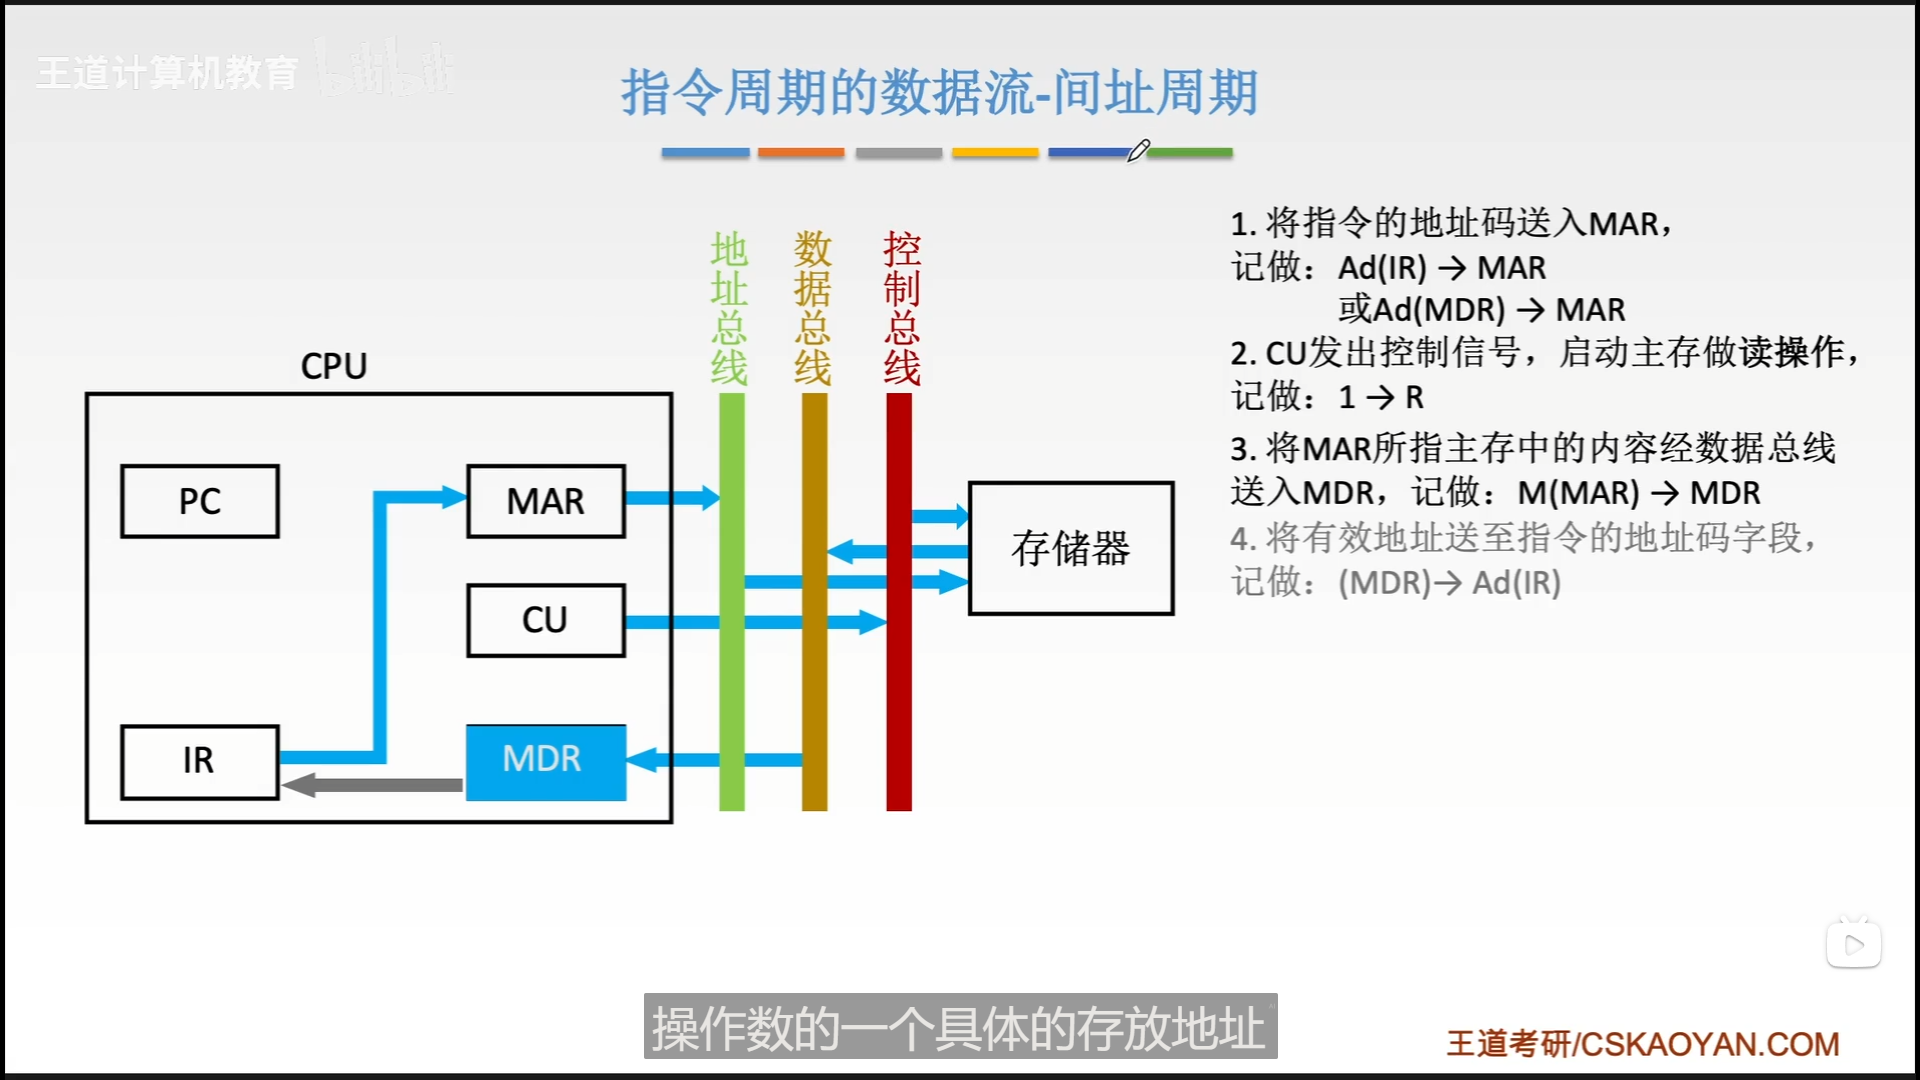 王道计算机教育 bilibili
指令周期的数据流-间址周期
地址总线
数据总线
控制总线
CPU
PC
MAR
CU
IR
MDR
存储器
1. 将指令的地址码送入MAR，
记做：Ad(IR) → MAR
或Ad(MDR) → MAR
2. CU发出控制信号，启动主存做读操作，
记做：1 → R
3. 将MAR所指主存中的内容经数据总线
送入MDR，记做：M(MAR) → MDR
4. 将有效地址送至指令的地址码字段，
记做：(MDR)→ Ad(IR)
操作数的一个具体的存放地址
王道考研/CSKAOYAN.COM